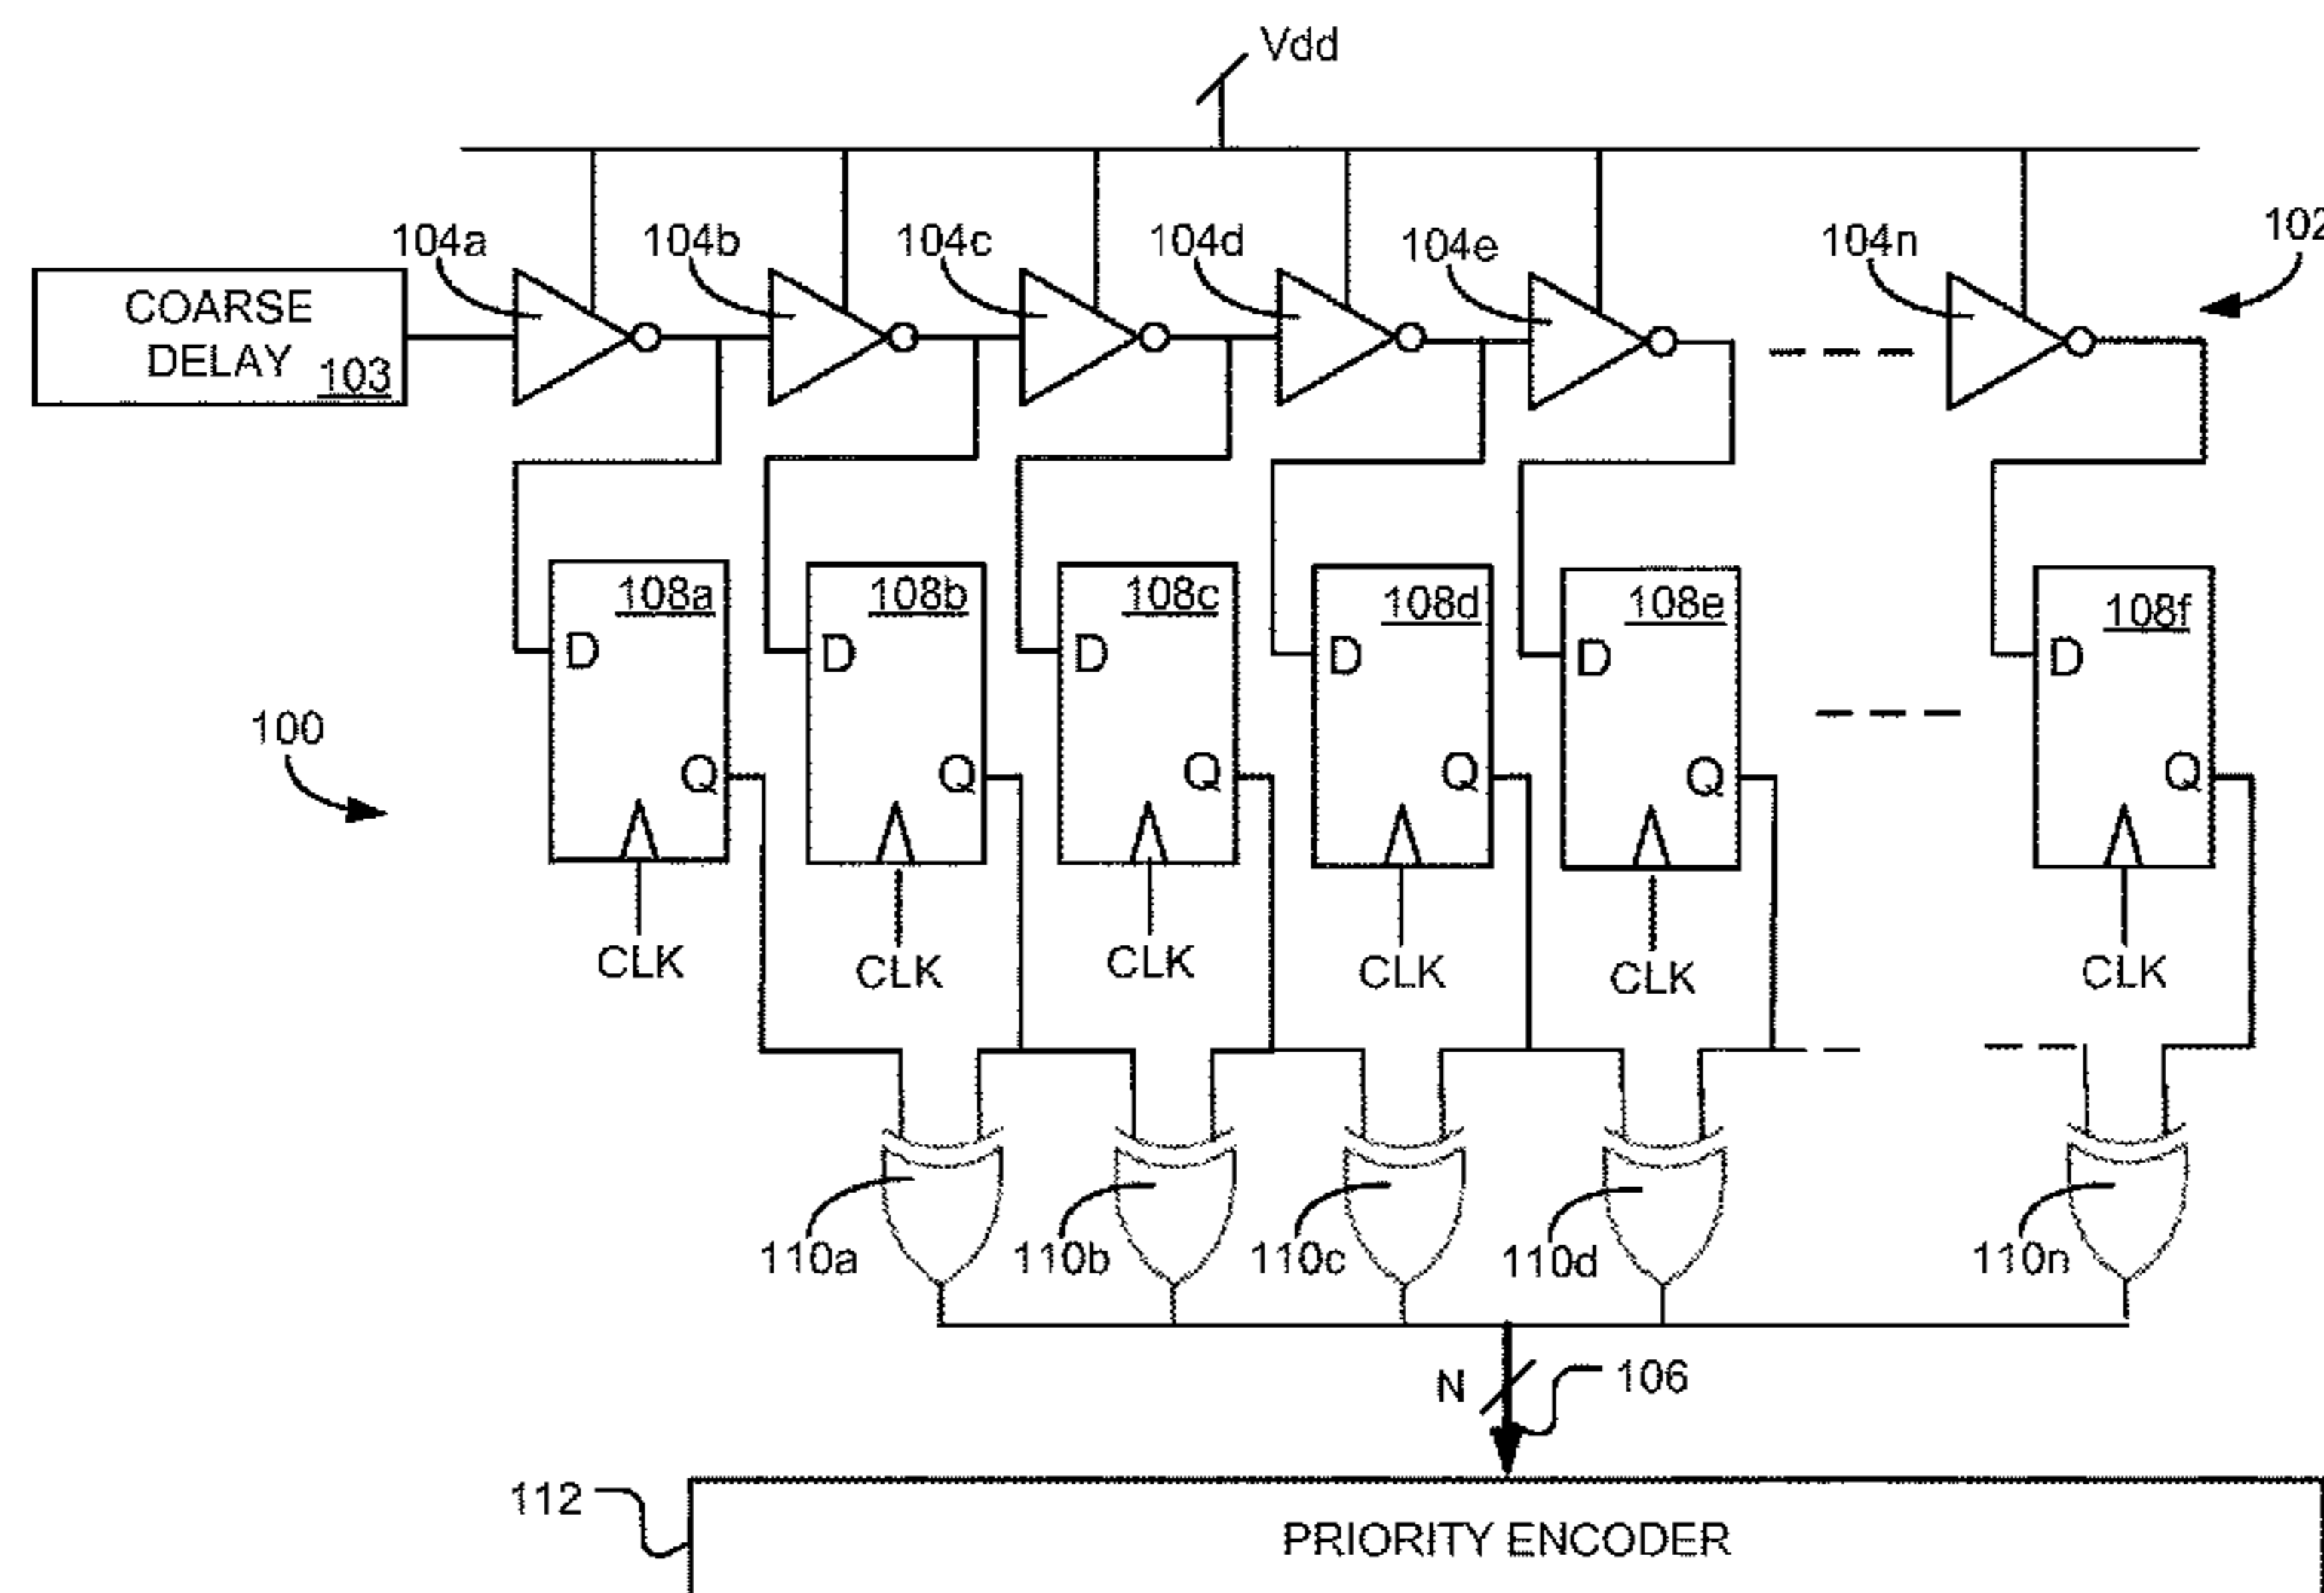 Vdd
104a
104b
104c
104d
104e
104n
102
COARSE
DELAY
103
108a
108b
108c
108d
108e
108f
D
D
D
D
D
D
100
Q
Q
Q
Q
Q
Q
CLK
CLK
CLK
CLK
CLK
CLK
110a
110b
110c
110d
110n
N
106
112
PRIORITY ENCODER